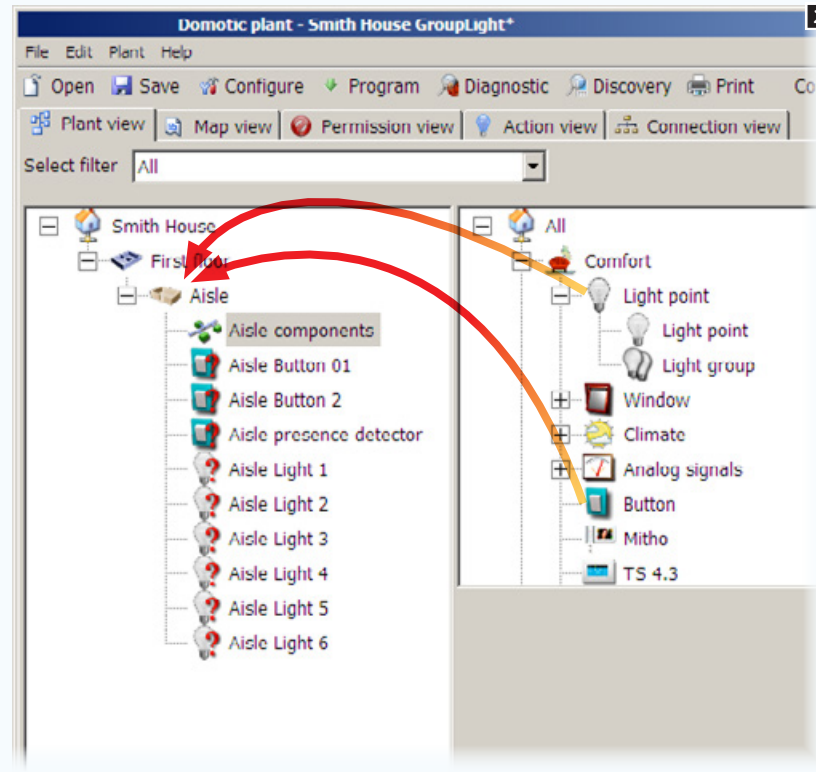 Domotic plant - Smith House GroupLight*
File Edit Plant Help
Open Save Configure Program Diagnostic Discovery Print Co
Plant view Map view Permission view Action view Connection view
Select filter All
Smith House
First floor
Aisle
Aisle components
Aisle Button 01
Aisle Button 2
Aisle presence detector
Aisle Light 1
Aisle Light 2
Aisle Light 3
Aisle Light 4
Aisle Light 5
Aisle Light 6
All
Comfort
Light point
Light point
Light group
Window
Climate
Analog signals
Button
Mitho
TS 4.3